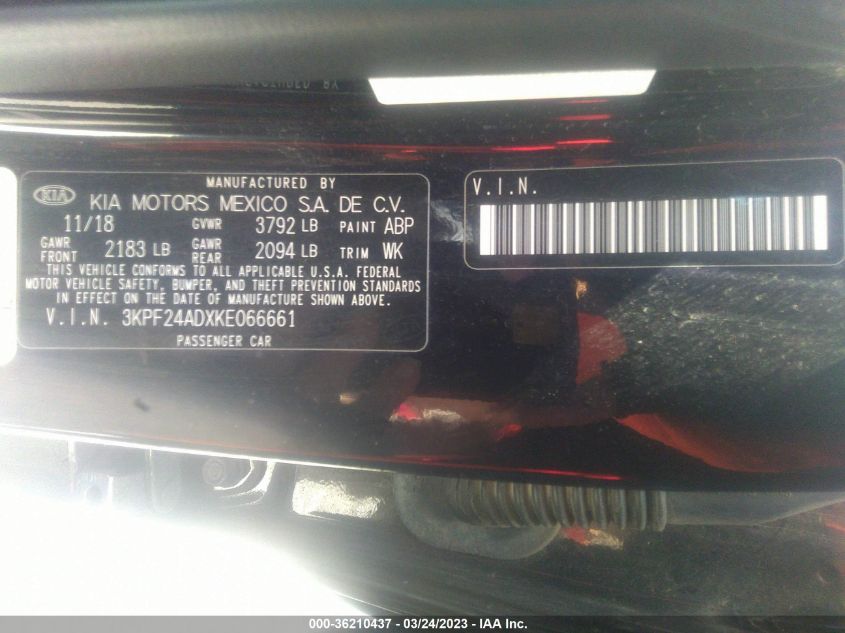 MANUFACTURED BY
KIA KIA MOTORS MEXICO S.A. DE C.V.
11/18 GVWR 3792 LB PAINT ABP
GAWR FRONT 2183 LB GAWR REAR 2094 LB TRIM WK
THIS VEHICLE CONFORMS TO ALL APPLICABLE U.S.A. FEDERAL
MOTOR VEHICLE SAFETY, BUMPER, AND THEFT PREVENTION STANDARDS
IN EFFECT ON THE DATE OF MANUFACTURE SHOWN ABOVE.
V.I.N. 3KPF24ADXKE066661
PASSENGER CAR
V.I.N.
000-36210437 - 03/24/2023 - IAA Inc.